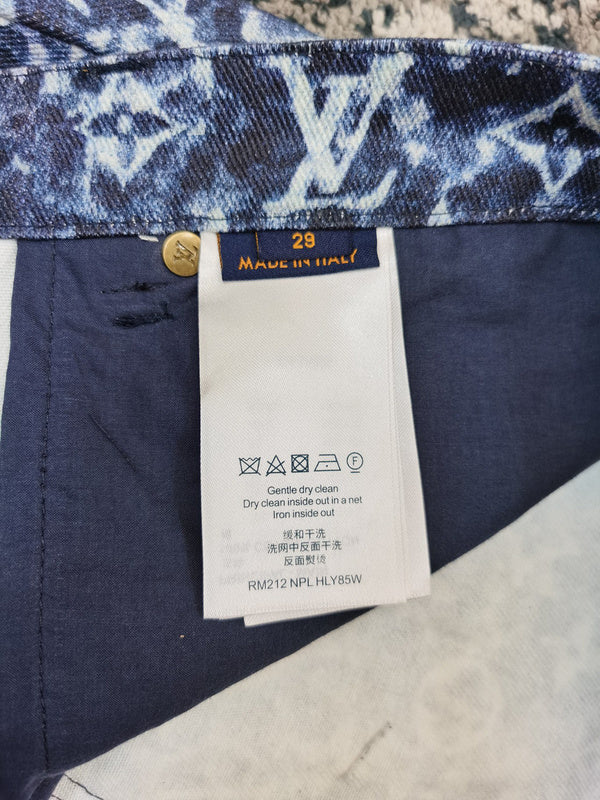 LV
29
MADE IN ITALY
F
Gentle dry clean
Dry clean inside out in a net
Iron inside out
缓和干洗
洗网中反面干洗
反面熨烫
RM212 NPL HLY85W